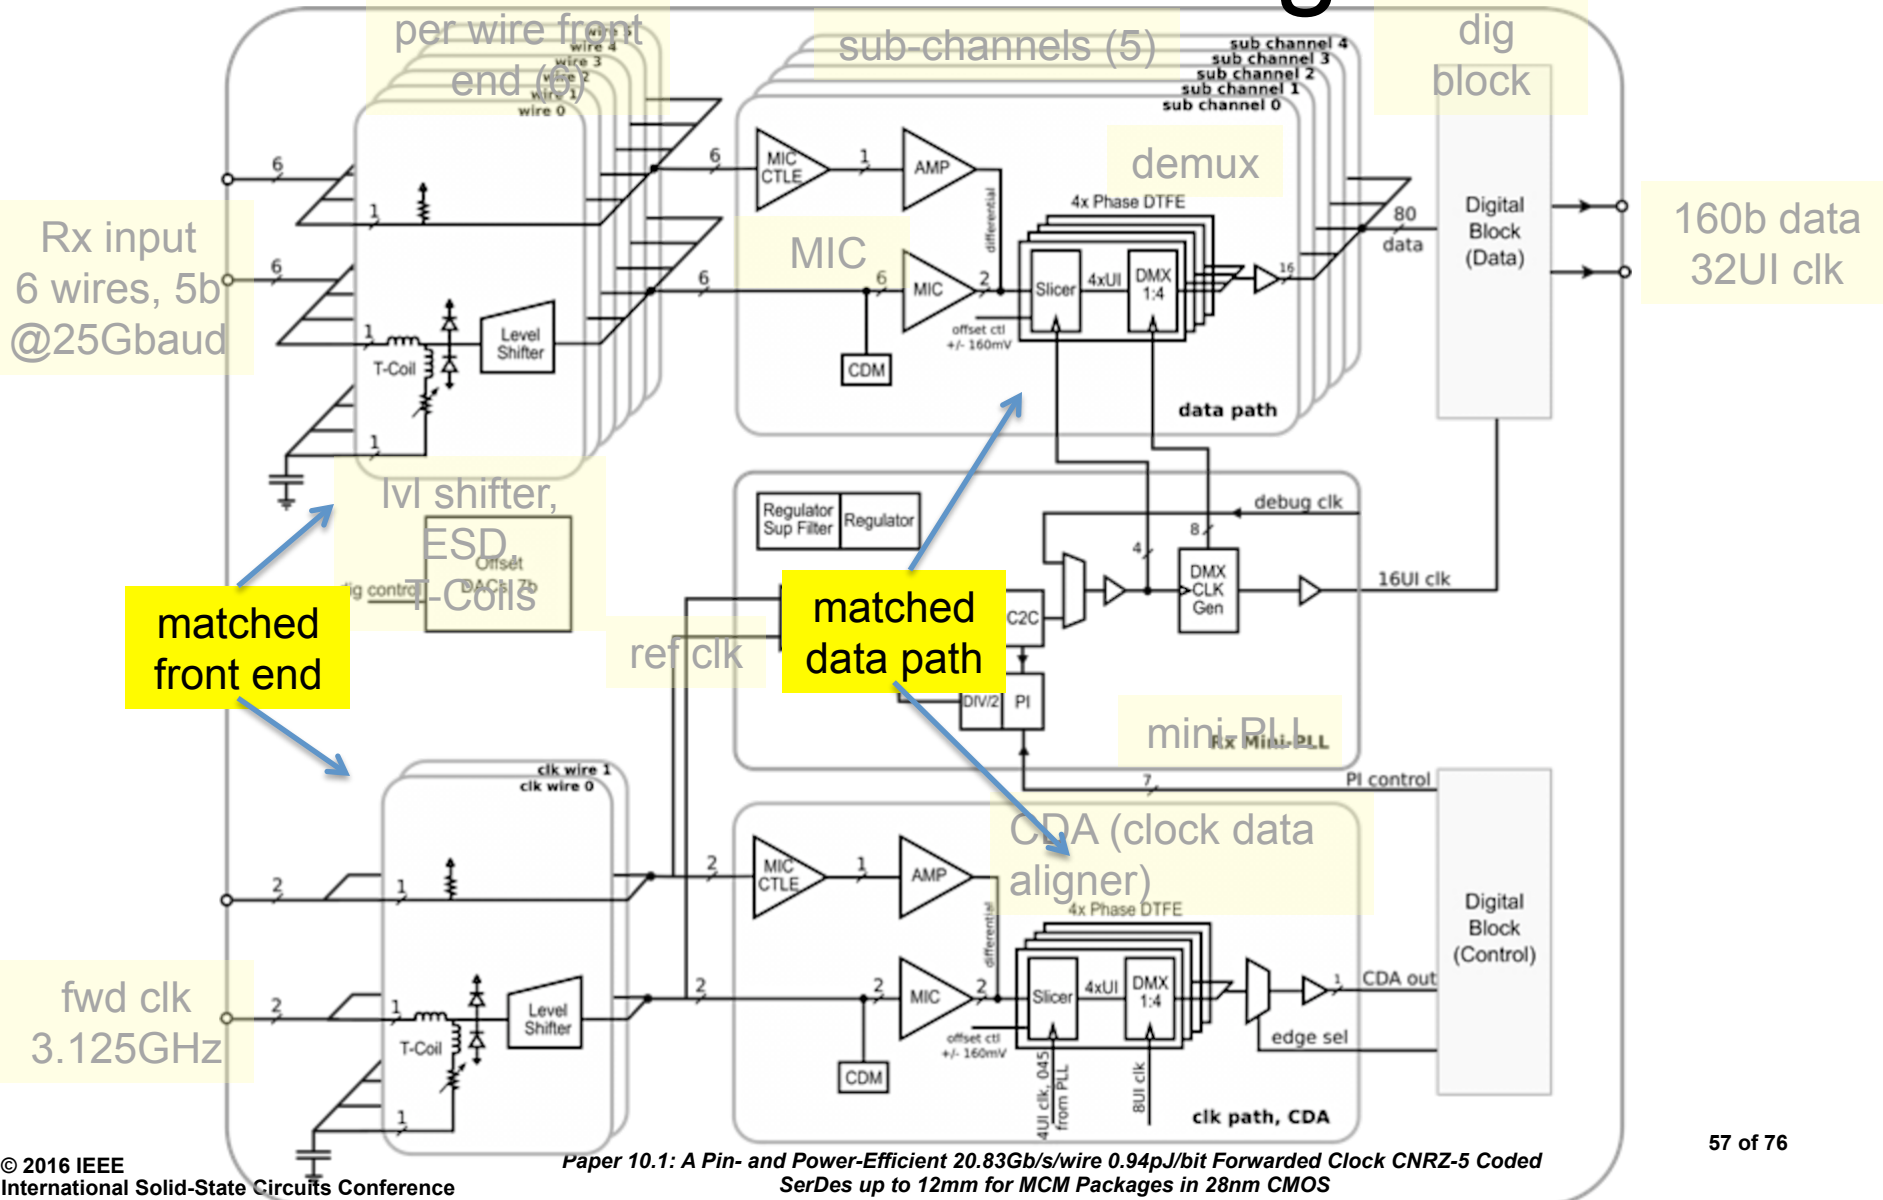 per wire front
end (6)
wire 5
wire 4
wire 3
wire 2
wire 1
wire 0
sub-channels (5)
sub channel 4
sub channel 3
sub channel 2
sub channel 1
sub channel 0
dig
block
Rx input
6 wires, 5b
@25Gbaud
6
6
1
1
1
T-Coil
Level
Shifter
6
6
MIC
CTLE
1
AMP
MIC
6
MIC
2
CDM
differential
offset ctl
+/- 160mV
demux
4x Phase DTFE
Slicer
4xUI
DMX
1:4
16
80
data
data path
Digital
Block
(Data)
160b data
32UI clk
lvl shifter,
ESD,
T-Coils
Offset
DACs 7b
dig control
matched
front end
ref clk
Regulator
Sup Filter
Regulator
matched
data path
C2C
DIV/2
PI
debug clk
4
8
DMX
CLK
Gen
16UI clk
mini-PLL
Rx Mini-PLL
7
PI control
clk wire 1
clk wire 0
2
2
1
1
1
T-Coil
Level
Shifter
fwd clk
3.125GHz
2
2
MIC
CTLE
1
AMP
2
MIC
2
CDM
differential
offset ctl
+/- 160mV
CDA (clock data
aligner)
4x Phase DTFE
Slicer
4xUI
DMX
1:4
4UI clk, 045
from PLL
8UI clk
1
CDA out
edge sel
clk path, CDA
Digital
Block
(Control)
57 of 76
© 2016 IEEE
International Solid-State Circuits Conference
Paper 10.1: A Pin- and Power-Efficient 20.83Gb/s/wire 0.94pJ/bit Forwarded Clock CNRZ-5 Coded
SerDes up to 12mm for MCM Packages in 28nm CMOS